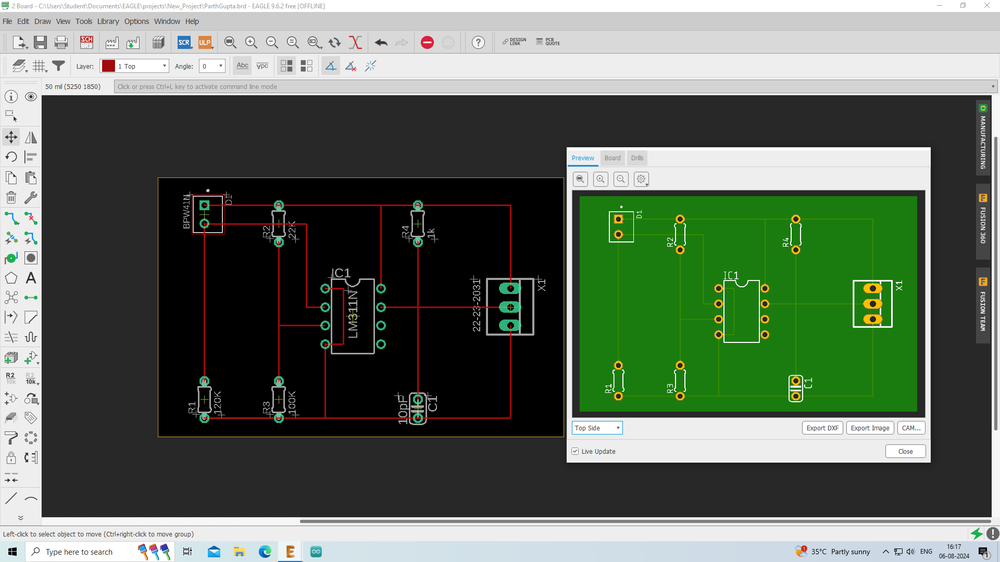 2 Board - C:\Users\Student\Documents\EAGLE\projects\New_Project\ParthGupta.brd - EAGLE 9.6.2 free [OFFLINE]
File Edit Draw View Tools Library Options Window Help
SCH BRD SCR ULP GO ? DESIGN LINK PCB QUOTE
Layer: 1 Top Angle: 0 Abc Abc
50 mil (5250 1850) Click or press Ctrl+L key to activate command line mode
MANUFACTURING
FUSION 360
FUSION TEAM
R2 10k R2 10k
BPW41N D1
R2 22K
R4 1k
IC1
LM311N
22-23-2031 X1
R1 120K
R3 100K
10pF C1
Preview Board Drills
D1
R2
R4
IC1
X1
R1
R3
C1
Top Side Export DXF Export Image CAM...
Live Update Close
Left-click to select object to move (Ctrl+right-click to move group)
Type here to search
1 35°C Partly sunny ENG
16:17
06-08-2024
1